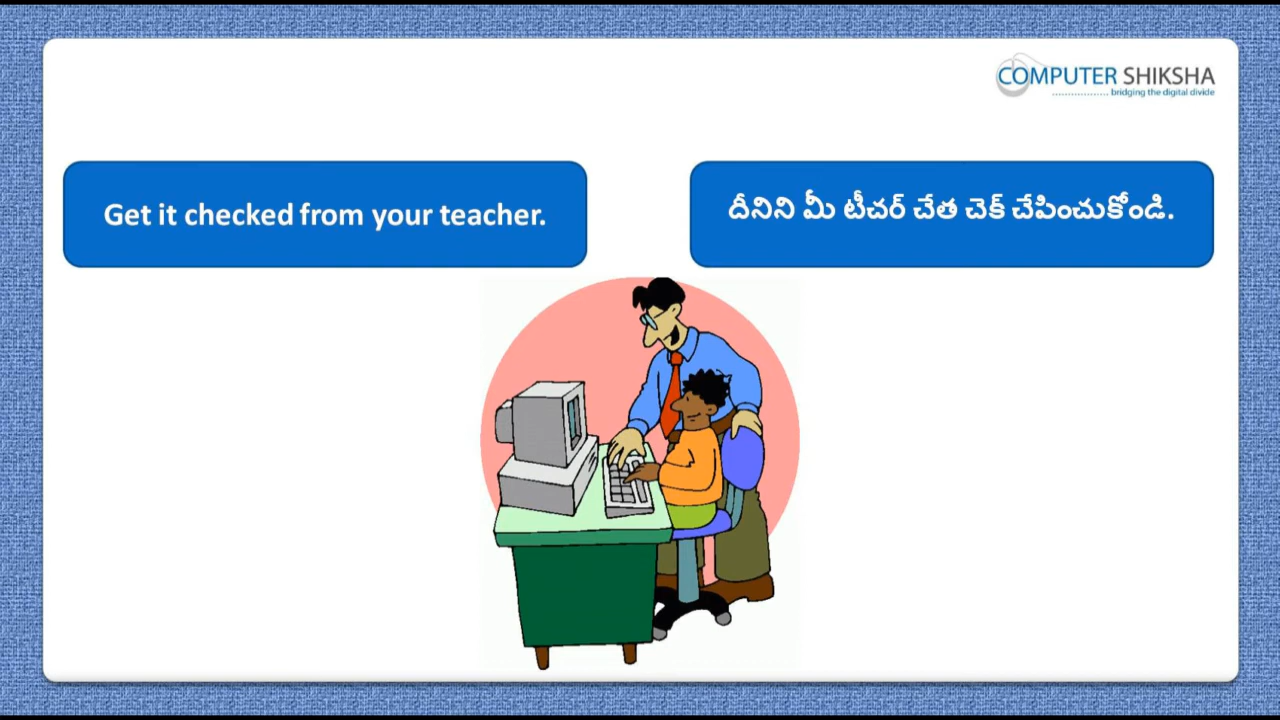 COMPUTER SHIKSHA
bridging the digital divide
Get it checked from your teacher.
దీనిని మీ టీచర్ చేత చెక్ చేపించుకోండి.